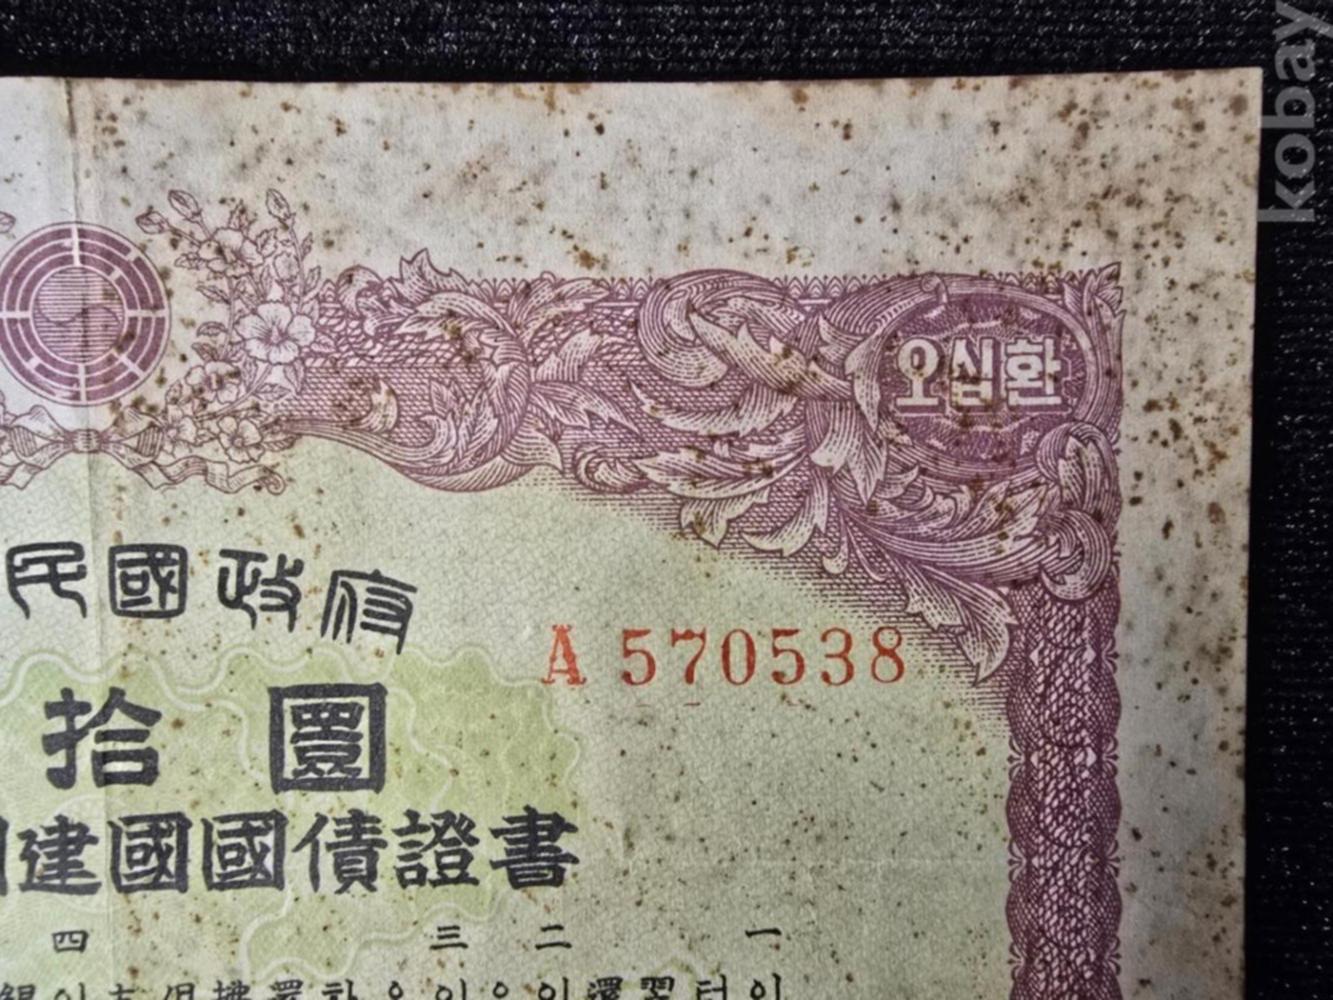 kobay
오십환
民國政府
A 570538
拾圜
建國國債證書
四 三 二 一